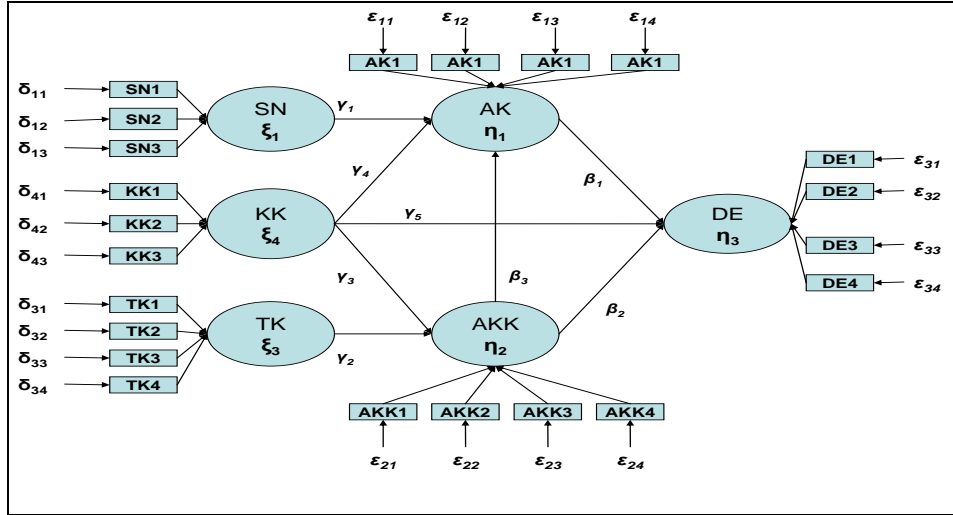 ε11 ε12 ε13 ε14
AK1 AK1 AK1 AK1
δ11 SN1
δ12 SN2
δ13 SN3
SN
ξ1
γ1
AK
η1
δ41 KK1
δ42 KK2
δ43 KK3
KK
ξ4
γ4
γ5
γ3
β1
β3
β2
DE
η3
DE1 ε31
DE2 ε32
DE3 ε33
DE4 ε34
δ31 TK1
δ32 TK2
δ33 TK3
δ34 TK4
TK
ξ3
γ2
AKK
η2
AKK1 AKK2 AKK3 AKK4
ε21 ε22 ε23 ε24